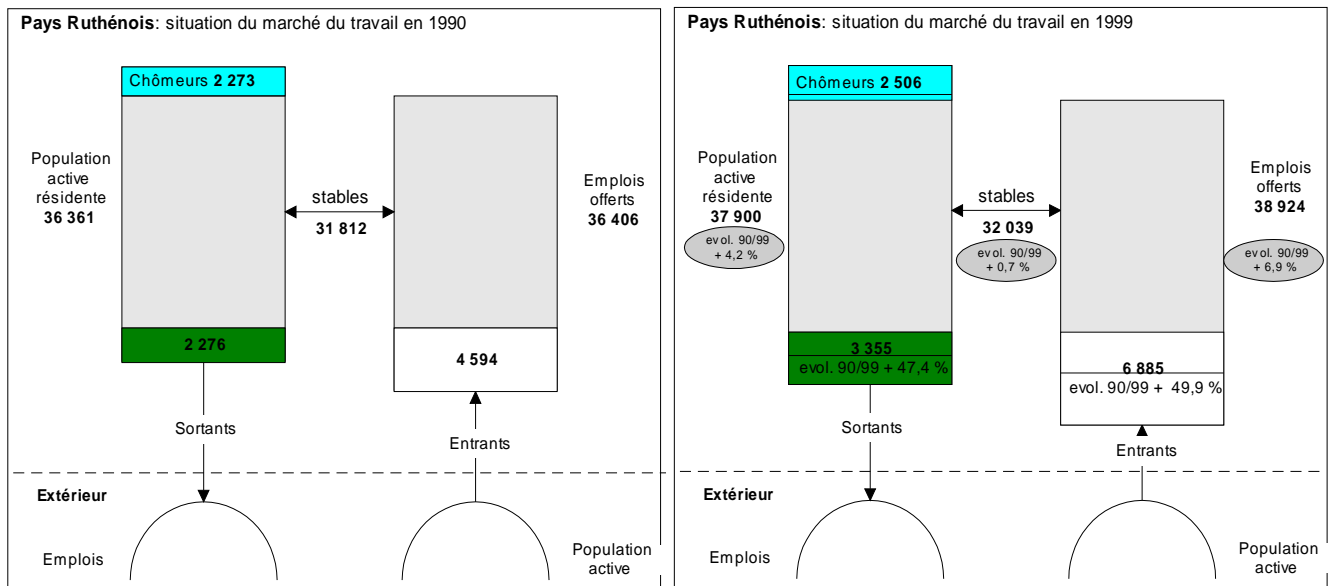 Pays Ruthénois: situation du marché du travail en 1990
Chômeurs 2 273
Population
active
résidente
36 361
stables
31 812
Emplois
offerts
36 406
2 276
4 594
Sortants
Entrants
Extérieur
Emplois
Population
active
Pays Ruthénois: situation du marché du travail en 1999
Chômeurs 2 506
Population
active
résidente
37 900
evol. 90/99
+ 4,2 %
stables
32 039
evol. 90/99
+ 0,7 %
Emplois
offerts
38 924
evol. 90/99
+ 6,9 %
3 355
evol. 90/99 + 47,4 %
6 885
evol. 90/99 + 49,9 %
Sortants
Entrants
Extérieur
Emplois
Population
active